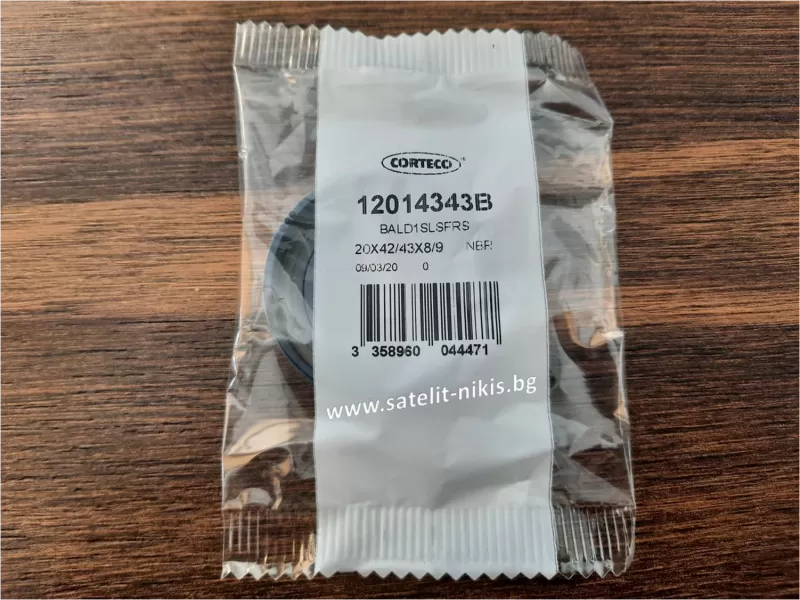 CORTECO®
12014343B
BALD1SLSFRS
20X42/43X8/9 NBR
09/03/20 0
3 358960 044471
www.satelit-nikis.bg